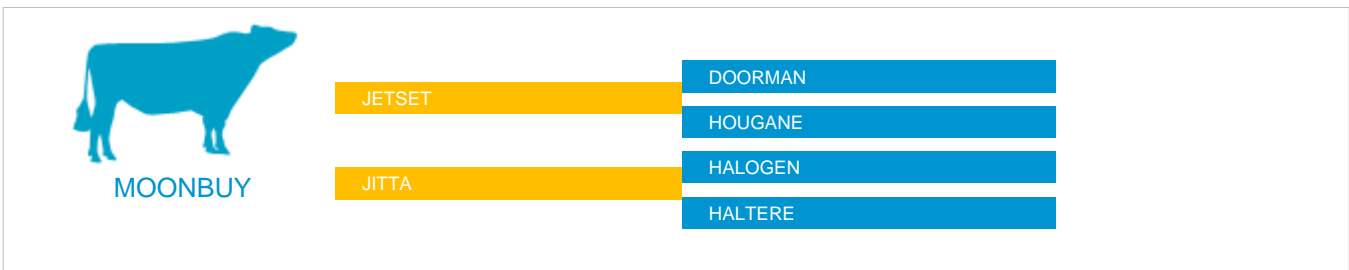 MOONBUY
JETSET
JITTA
DOORMAN
HOUGANE
HALOGEN
HALTERE